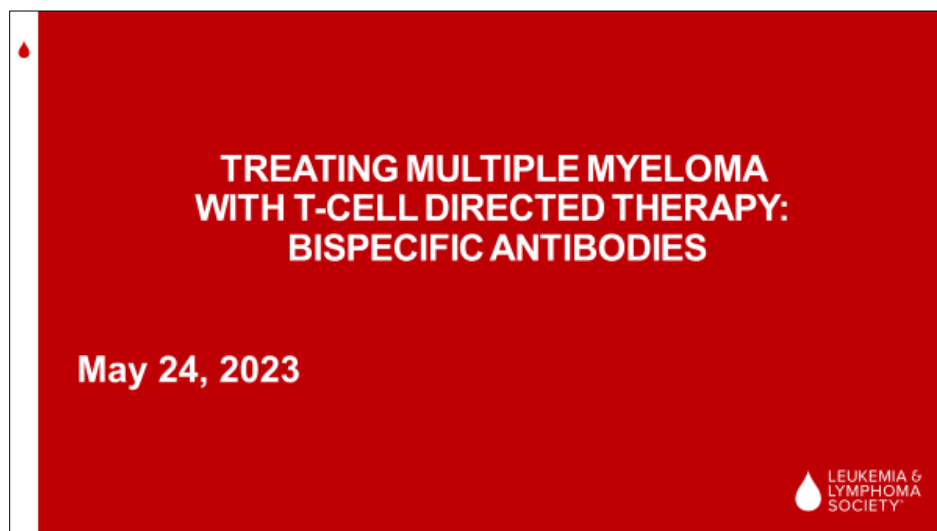 TREATING MULTIPLE MYELOMA
WITH T-CELL DIRECTED THERAPY:
BISPECIFIC ANTIBODIES
May 24, 2023
LEUKEMIA &
LYMPHOMA
SOCIETY®